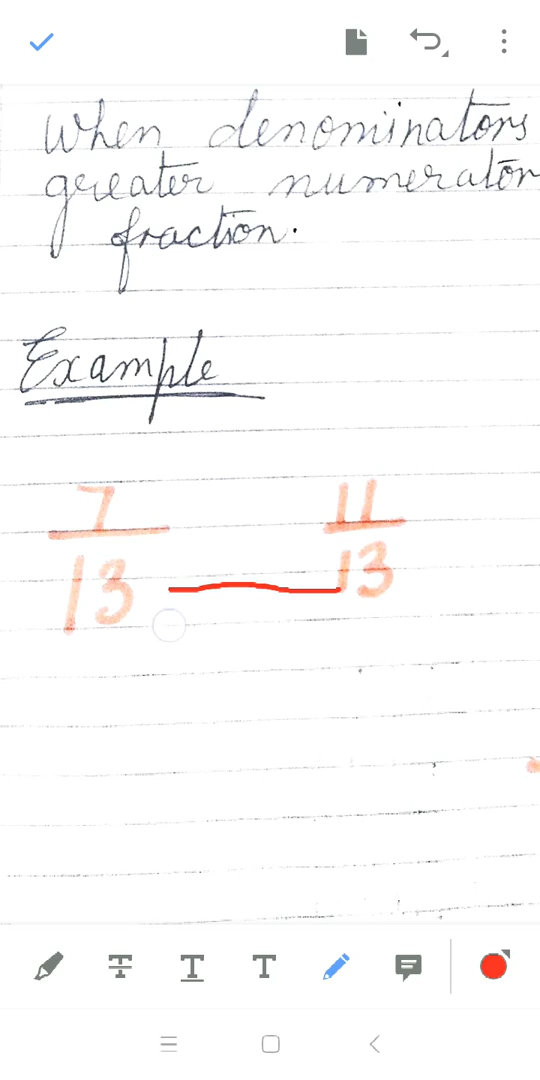 When denominators
greater numerator
fraction.
Example
7 11
13 13